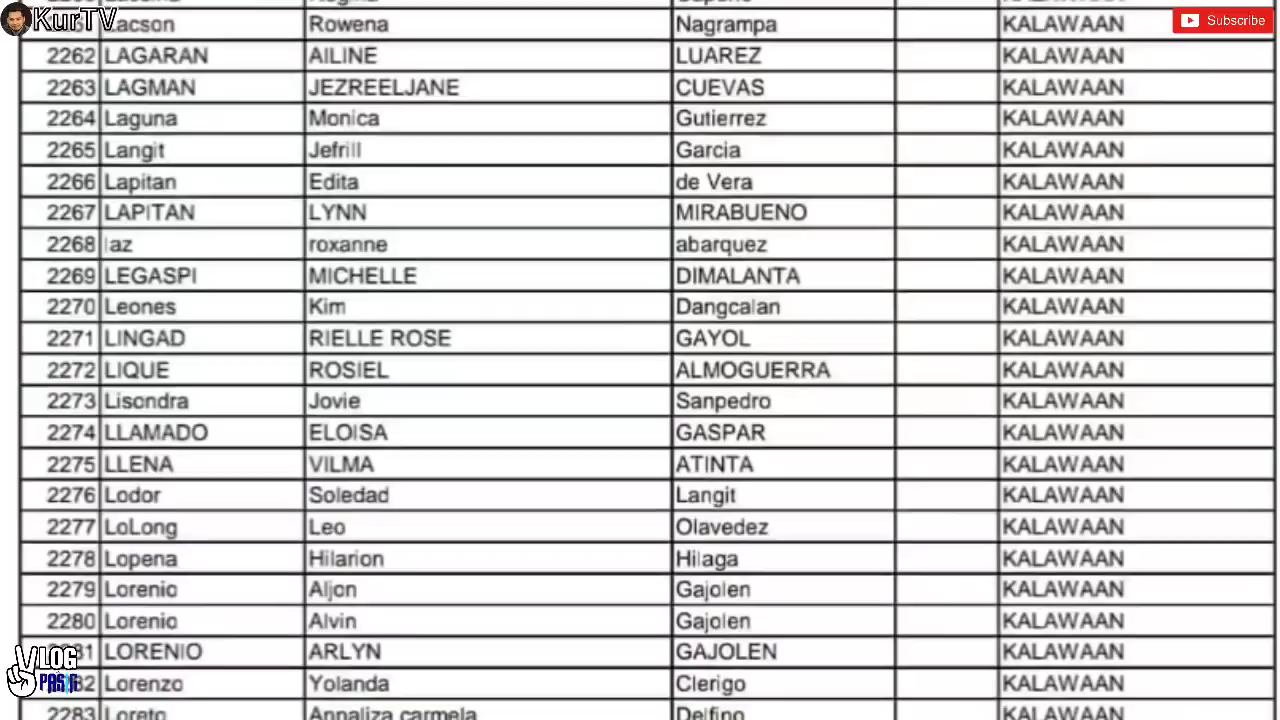 KurTV
Subscribe
Lacson Rowena Nagrampa KALAWAAN
2262 LAGARAN AILINE LUAREZ KALAWAAN
2263 LAGMAN JEZREELJANE CUEVAS KALAWAAN
2264 Laguna Monica Gutierrez KALAWAAN
2265 Langit Jefrill Garcia KALAWAAN
2266 Lapitan Edita de Vera KALAWAAN
2267 LAPITAN LYNN MIRABUENO KALAWAAN
2268 laz roxanne abarquez KALAWAAN
2269 LEGASPI MICHELLE DIMALANTA KALAWAAN
2270 Leones Kim Dangcalan KALAWAAN
2271 LINGAD RIELLE ROSE GAYOL KALAWAAN
2272 LIQUE ROSIEL ALMOGUERRA KALAWAAN
2273 Lisondra Jovie Sanpedro KALAWAAN
2274 LLAMADO ELOISA GASPAR KALAWAAN
2275 LLENA VILMA ATINTA KALAWAAN
2276 Lodor Soledad Langit KALAWAAN
2277 LoLong Leo Olavedez KALAWAAN
2278 Lopena Hilarion Hilaga KALAWAAN
2279 Lorenio Aljon Gajolen KALAWAAN
2280 Lorenio Alvin Gajolen KALAWAAN
LORENIO ARLYN GAJOLEN KALAWAAN
Lorenzo Yolanda Clerigo KALAWAAN
2283 Loreto Annaliza carmela Delfino KALAWAAN
VLOG